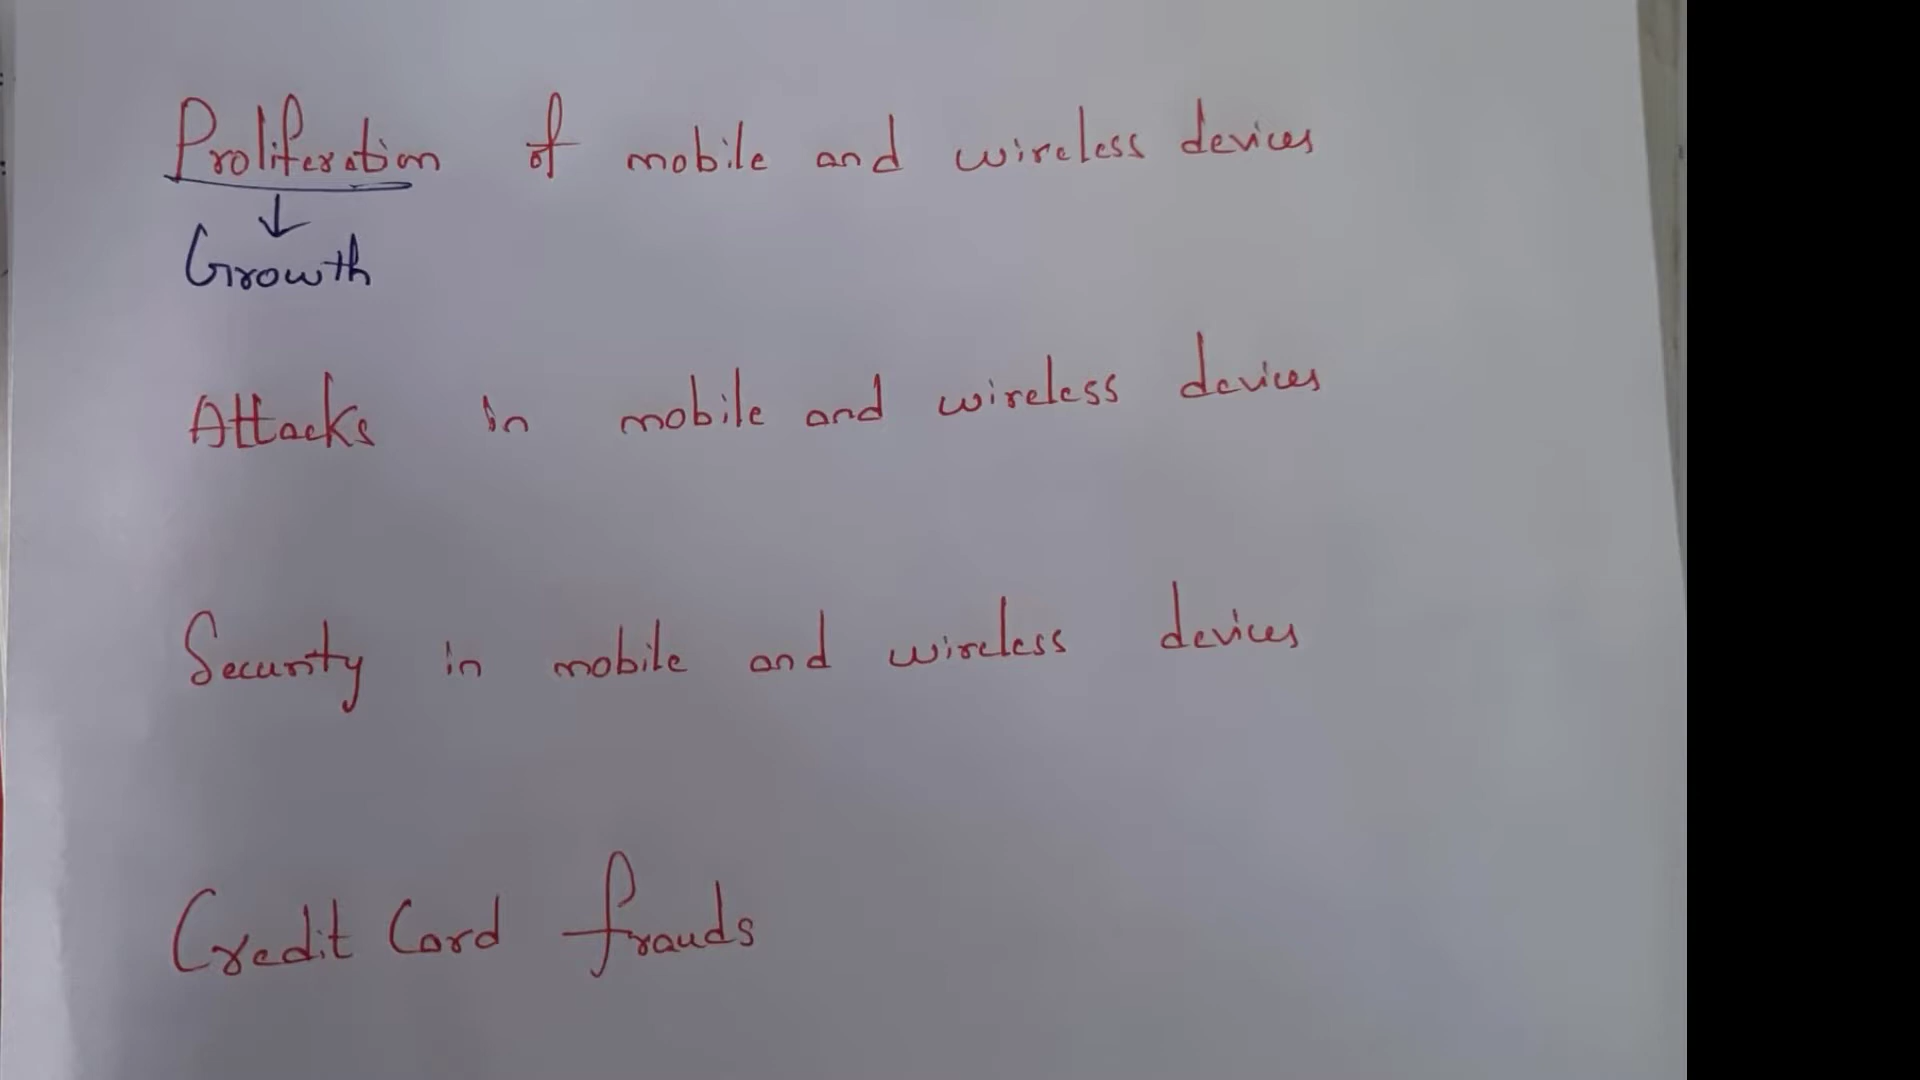 Proliferation of mobile and wireless devices
↓
Growth
Attacks in mobile and wireless devices
Security in mobile and wireless devices
Credit Card frauds